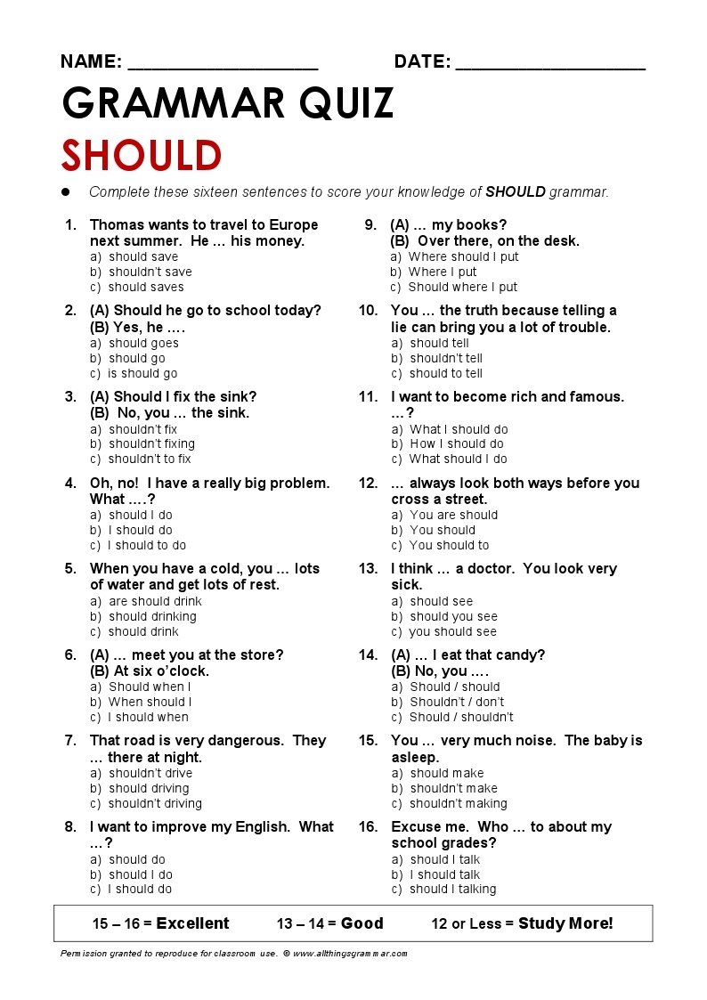 NAME: ________________________ DATE: ________________________
GRAMMAR QUIZ
SHOULD
● Complete these sixteen sentences to score your knowledge of SHOULD grammar.
1. Thomas wants to travel to Europe
next summer. He … his money.
a) should save
b) shouldn't save
c) should saves
2. (A) Should he go to school today?
(B) Yes, he ….
a) should goes
b) should go
c) is should go
3. (A) Should I fix the sink?
(B) No, you … the sink.
a) shouldn't fix
b) shouldn't fixing
c) shouldn't to fix
4. Oh, no! I have a really big problem.
What ….?
a) should I do
b) I should do
c) I should to do
5. When you have a cold, you … lots
of water and get lots of rest.
a) are should drink
b) should drinking
c) should drink
6. (A) … meet you at the store?
(B) At six o'clock.
a) Should when I
b) When should I
c) I should when
7. That road is very dangerous. They
… there at night.
a) shouldn't drive
b) should driving
c) shouldn't driving
8. I want to improve my English. What
…?
a) should do
b) should I do
c) I should do
9. (A) … my books?
(B) Over there, on the desk.
a) Where should I put
b) Where I put
c) Should where I put
10. You … the truth because telling a
lie can bring you a lot of trouble.
a) should tell
b) shouldn't tell
c) should to tell
11. I want to become rich and famous.
…?
a) What I should do
b) How I should do
c) What should I do
12. … always look both ways before you
cross a street.
a) You are should
b) You should
c) You should to
13. I think … a doctor. You look very
sick.
a) should see
b) should you see
c) you should see
14. (A) … I eat that candy?
(B) No, you ….
a) Should / should
b) Shouldn't / don't
c) Should / shouldn't
15. You … very much noise. The baby is
asleep.
a) should make
b) shouldn't make
c) shouldn't making
16. Excuse me. Who … to about my
school grades?
a) should I talk
b) I should talk
c) should I talking
15 – 16 = Excellent 13 – 14 = Good 12 or Less = Study More!
Permission granted to reproduce for classroom use. © www.allthingsgrammar.com